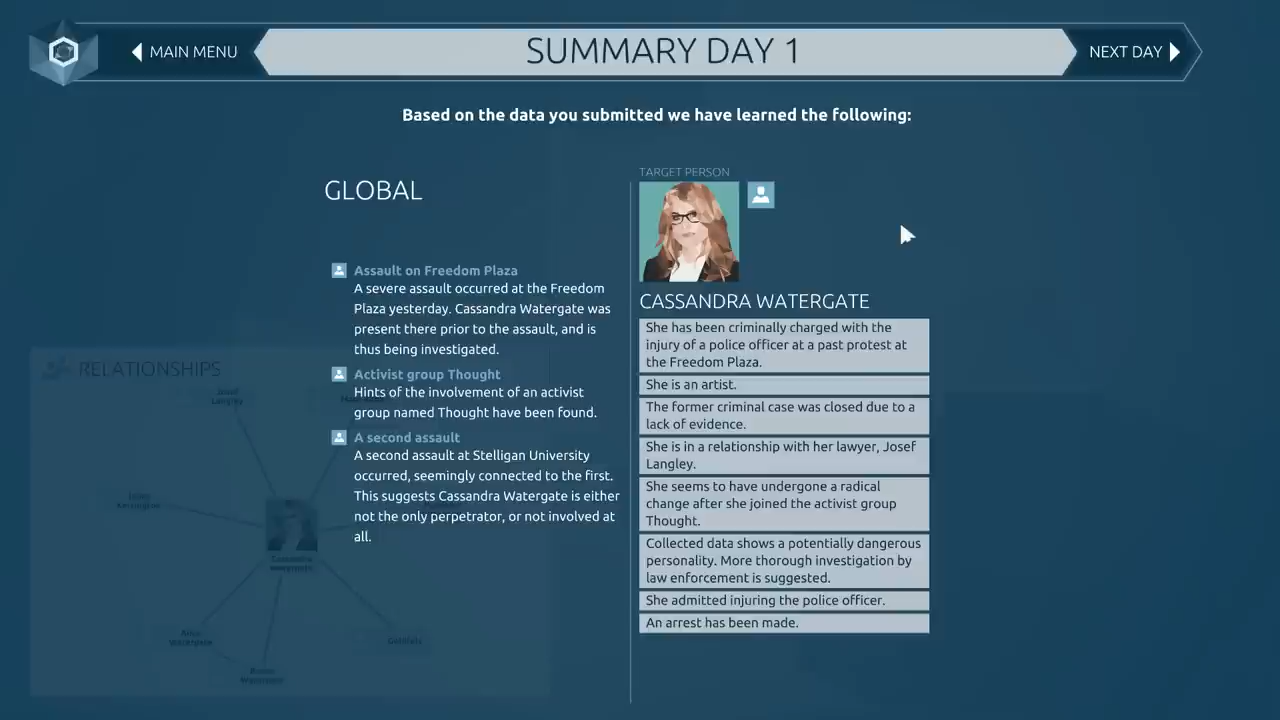 MAIN MENU
SUMMARY DAY 1
NEXT DAY
Based on the data you submitted we have learned the following:
GLOBAL
Assault on Freedom Plaza
A severe assault occurred at the Freedom
Plaza yesterday. Cassandra Watergate was
present there prior to the assault, and is
thus being investigated.
Activist group Thought
Hints of the involvement of an activist
group named Thought have been found.
A second assault
A second assault at Stelligan University
occurred, seemingly connected to the first.
This suggests Cassandra Watergate is either
not the only perpetrator, or not involved at
all.
TARGET PERSON
CASSANDRA WATERGATE
She has been criminally charged with the
injury of a police officer at a past protest at
the Freedom Plaza.
She is an artist.
The former criminal case was closed due to a
lack of evidence.
She is in a relationship with her lawyer, Josef
Langley.
She seems to have undergone a radical
change after she joined the activist group
Thought.
Collected data shows a potentially dangerous
personality. More thorough investigation by
law enforcement is suggested.
She admitted injuring the police officer.
An arrest has been made.
RELATIONSHIPS
Josef
Langley
Cassandra
Watergate
Watergate
Goldfels
Watergate